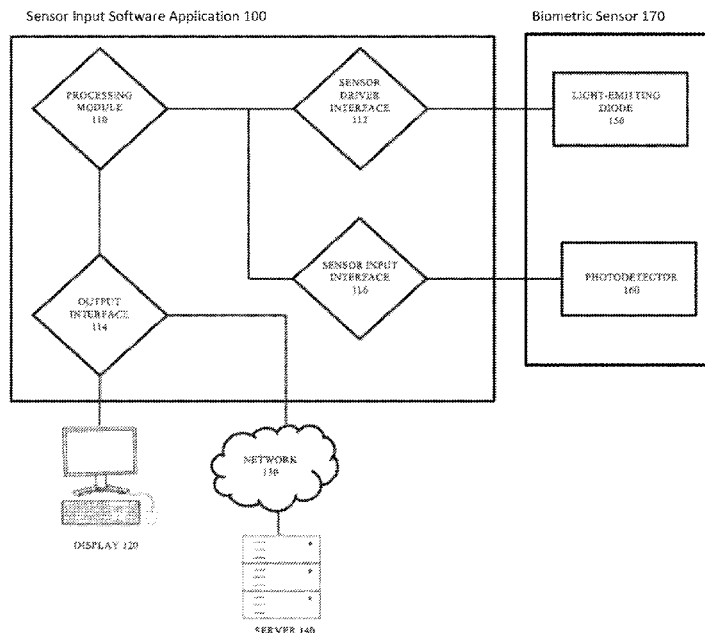 Sensor Input Software Application 100
Biometric Sensor 170
PROCESSING
MODULE
110
SENSOR
DRIVER
INTERFACE
112
LIGHT-EMITTING
DIODE
150
SENSOR INPUT
INTERFACE
116
PHOTODETECTOR
160
OUTPUT
INTERFACE
114
NETWORK
130
DISPLAY 120
SERVER 140